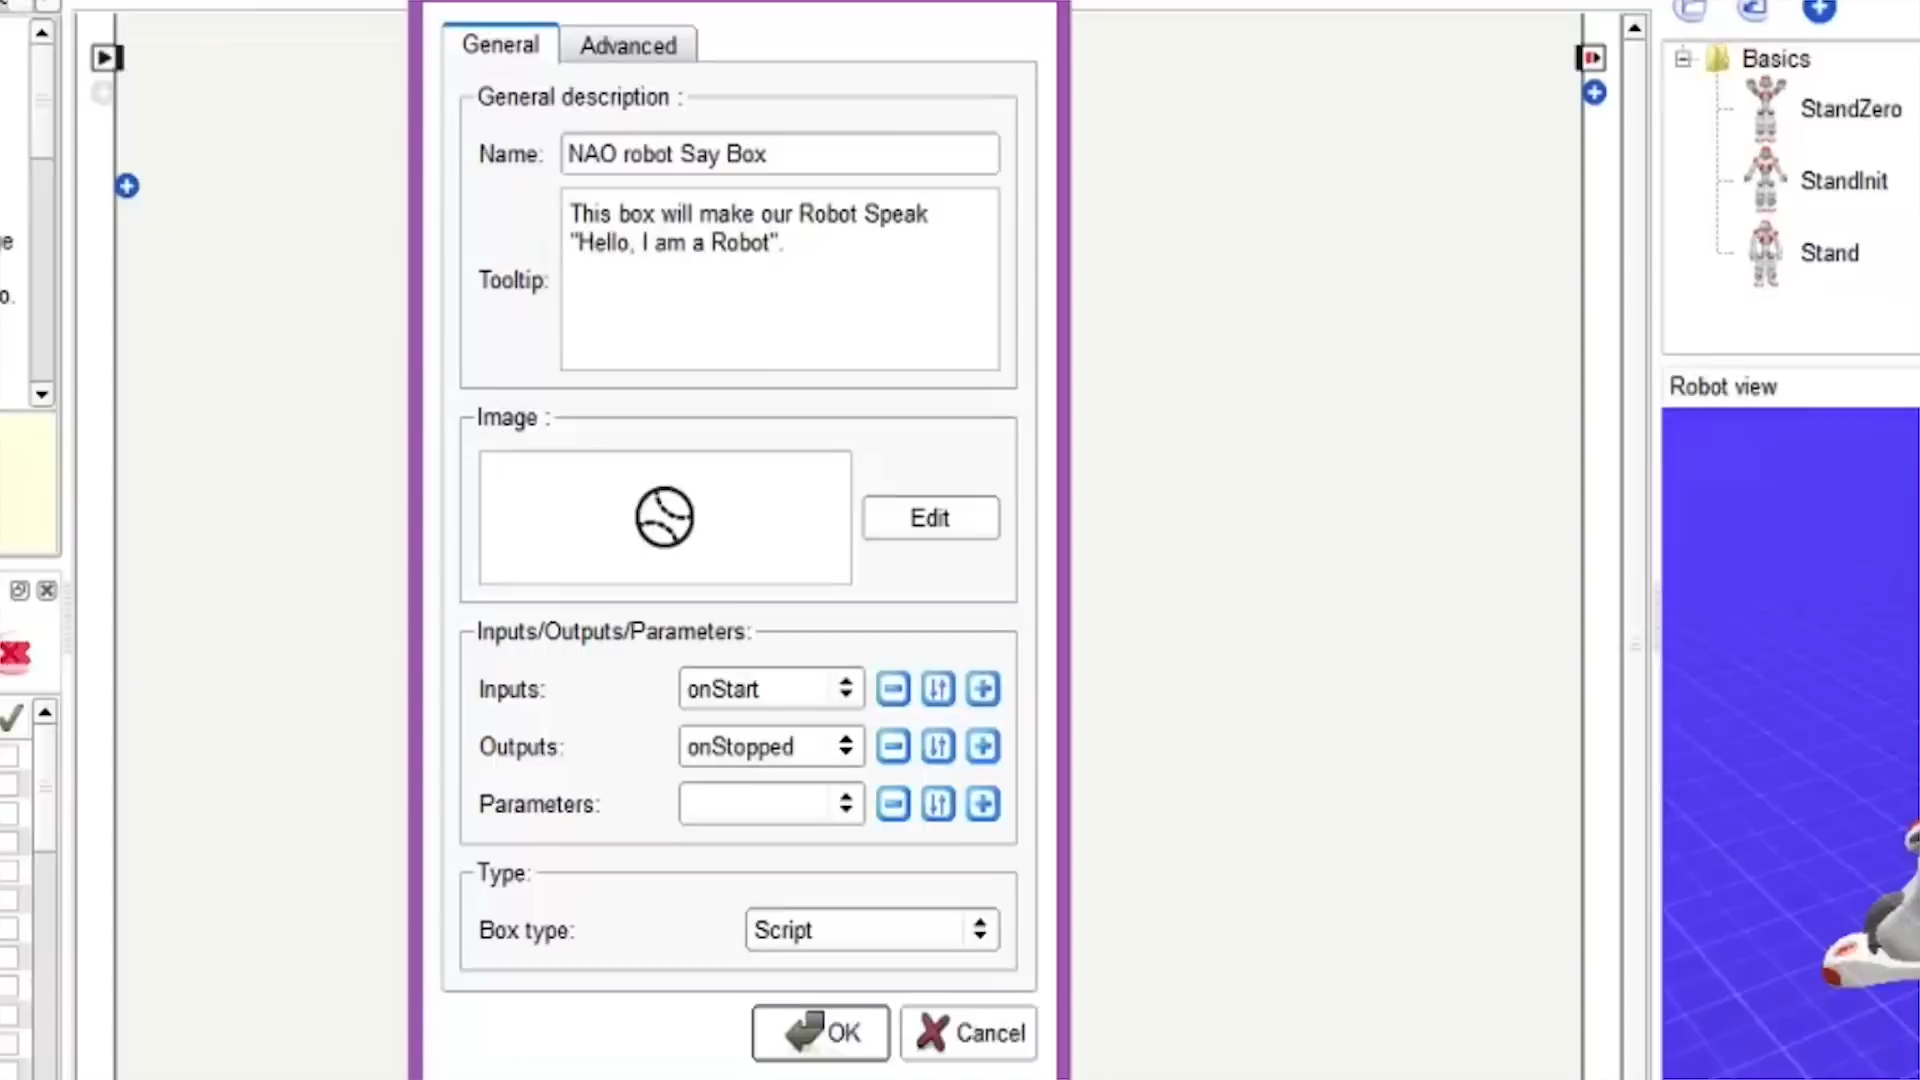 General
Advanced
General description :
Name:
NAO robot Say Box
This box will make our Robot Speak
"Hello, I am a Robot".
Tooltip:
Image :
Edit
Inputs/Outputs/Parameters:
Inputs:
onStart
Outputs:
onStopped
Parameters:
Type:
Box type:
Script
OK
Cancel
Basics
StandZero
StandInit
Stand
Robot view